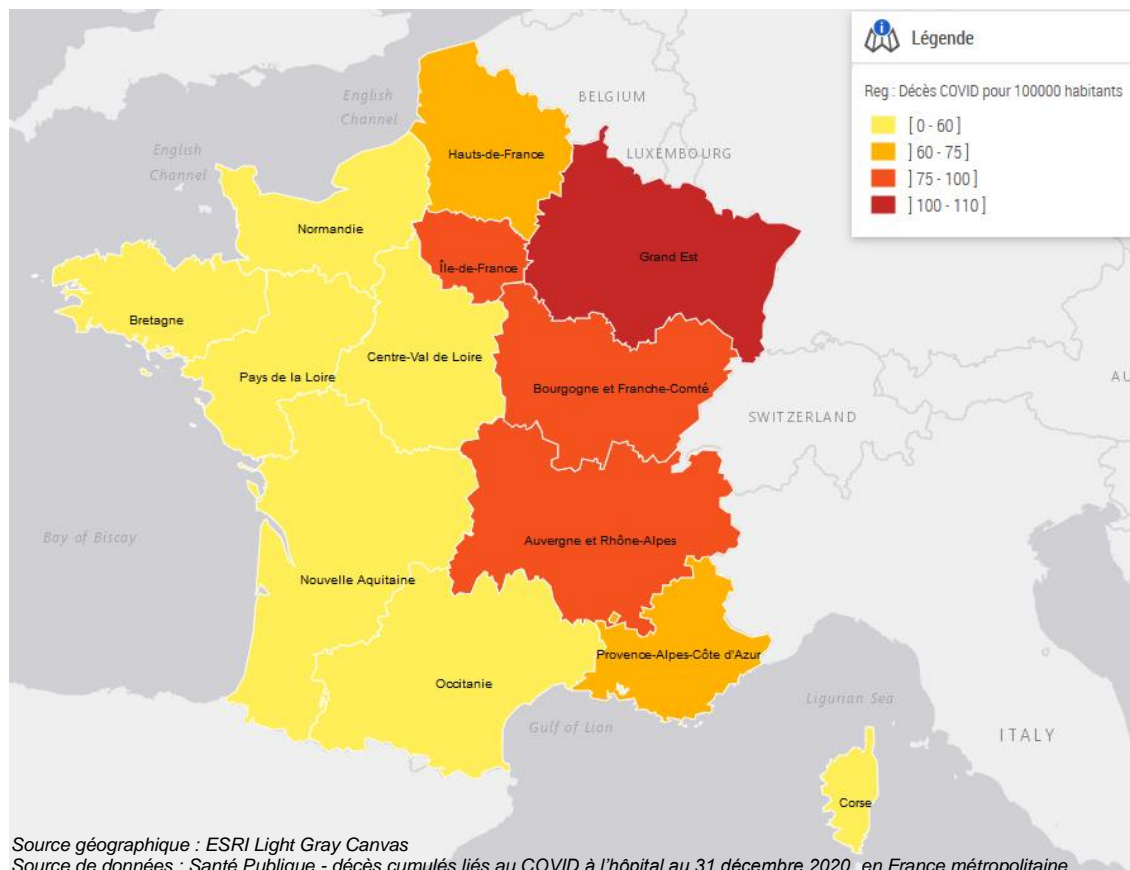 Légende
Reg : Décès COVID pour 100000 habitants
[ 0 - 60 ]
] 60 - 75 ]
] 75 - 100 ]
] 100 - 110 ]
BELGIUM
English
Channel
LUXEMBOURG
Hauts-de-France
English
Channel
Normandie
Île-de-France
Grand Est
Bretagne
Centre-Val de Loire
Pays de la Loire
Bourgogne et Franche-Comté
AU
SWITZERLAND
Bay of Biscay
Auvergne et Rhône-Alpes
Nouvelle Aquitaine
Provence-Alpes-Côte d'Azur
Occitanie
Ligurian Sea
Gulf of Lion
ITALY
Corse
Source géographique : ESRI Light Gray Canvas
Source de données : Santé Publique - décès cumulés liés au COVID à l'hôpital au 31 décembre 2020, en France métropolitaine